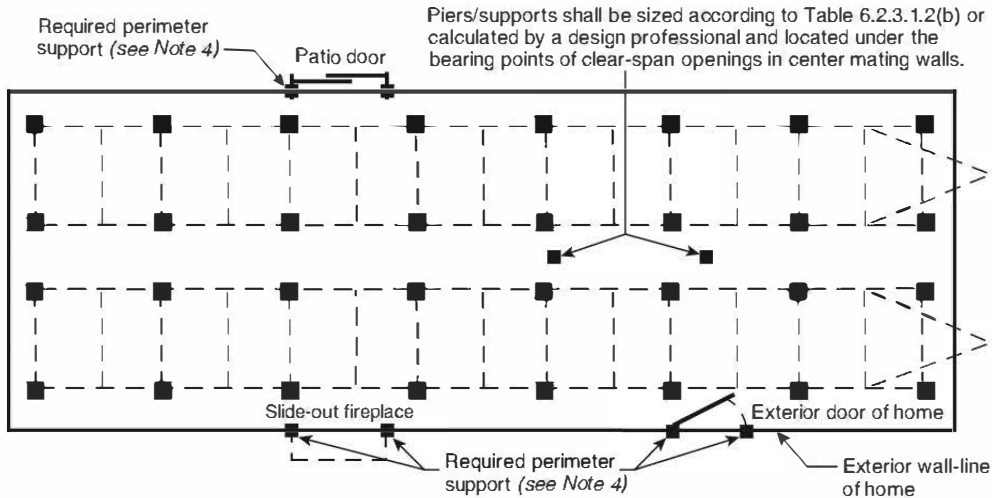 Required perimeter
support (see Note 4)
Patio door
Piers/supports shall be sized according to Table 6.2.3.1.2(b) or
calculated by a design professional and located under the
bearing points of clear-span openings in center mating walls.
Slide-out fireplace
Exterior door of home
Required perimeter
support (see Note 4)
Exterior wall-line
of home